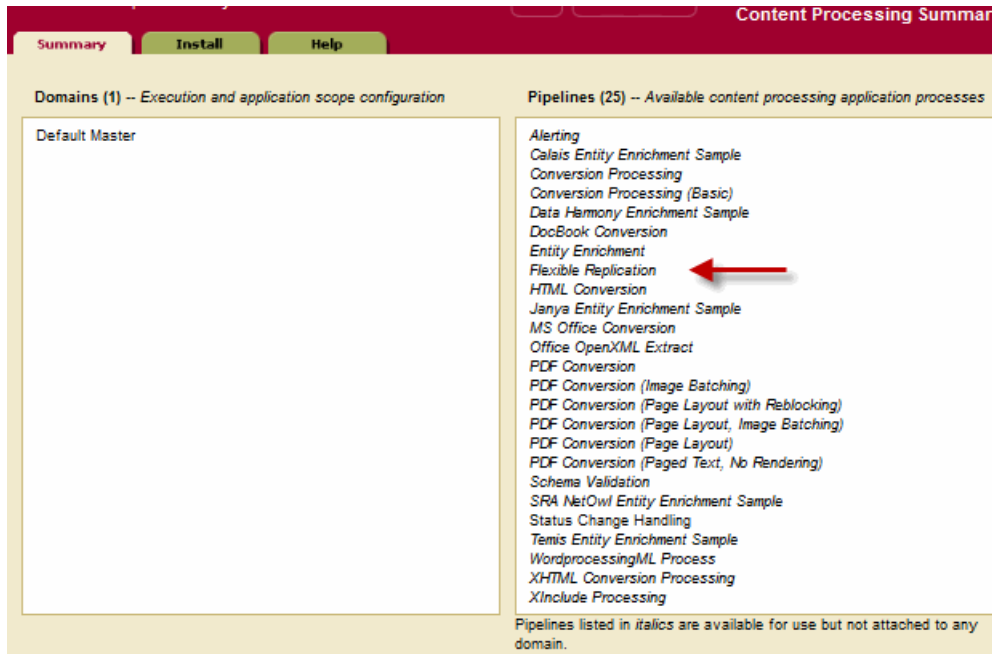 Content Processing Summar
Summary
Install
Help
Domains (1) -- Execution and application scope configuration
Default Master
Pipelines (25) -- Available content processing application processes
Alerting
Calais Entity Enrichment Sample
Conversion Processing
Conversion Processing (Basic)
Data Harmony Enrichment Sample
DocBook Conversion
Entity Enrichment
Flexible Replication
HTML Conversion
Janya Entity Enrichment Sample
MS Office Conversion
Office OpenXML Extract
PDF Conversion
PDF Conversion (Image Batching)
PDF Conversion (Page Layout with Reblocking)
PDF Conversion (Page Layout, Image Batching)
PDF Conversion (Page Layout)
PDF Conversion (Paged Text, No Rendering)
Schema Validation
SRA NetOwl Entity Enrichment Sample
Status Change Handling
Temis Entity Enrichment Sample
WordprocessingML Process
XHTML Conversion Processing
XInclude Processing
Pipelines listed in italics are available for use but not attached to any
domain.